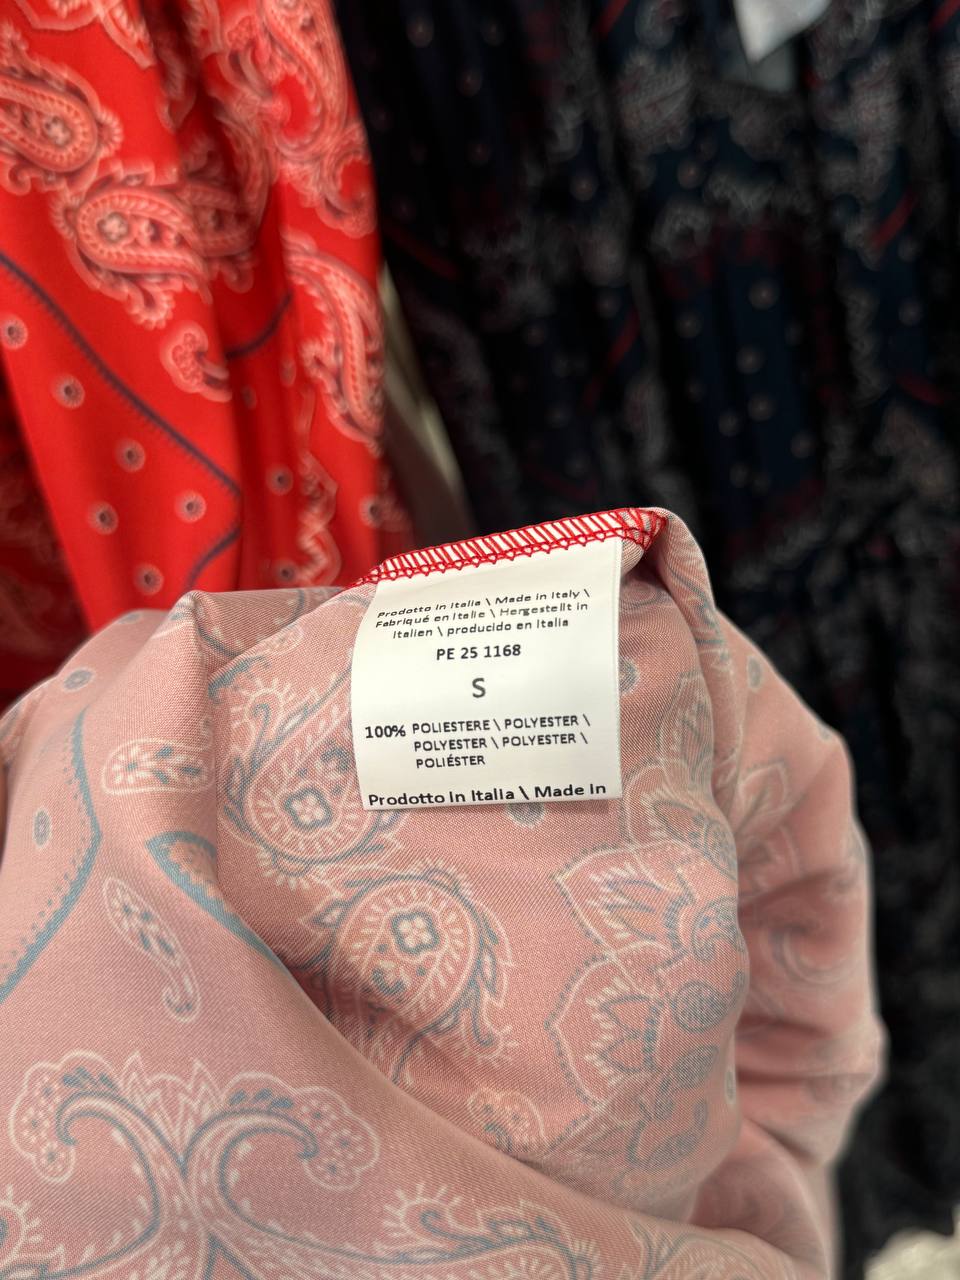 Prodotto in Italia \ Made in Italy \
Fabriqué en Italie \ Hergestellt in
Italien \ producido en Italia
PE 25 1168
S
100% POLIESTERE \ POLYESTER \
POLYESTER \ POLYESTER \
POLIÉSTER
Prodotto in Italia \ Made in